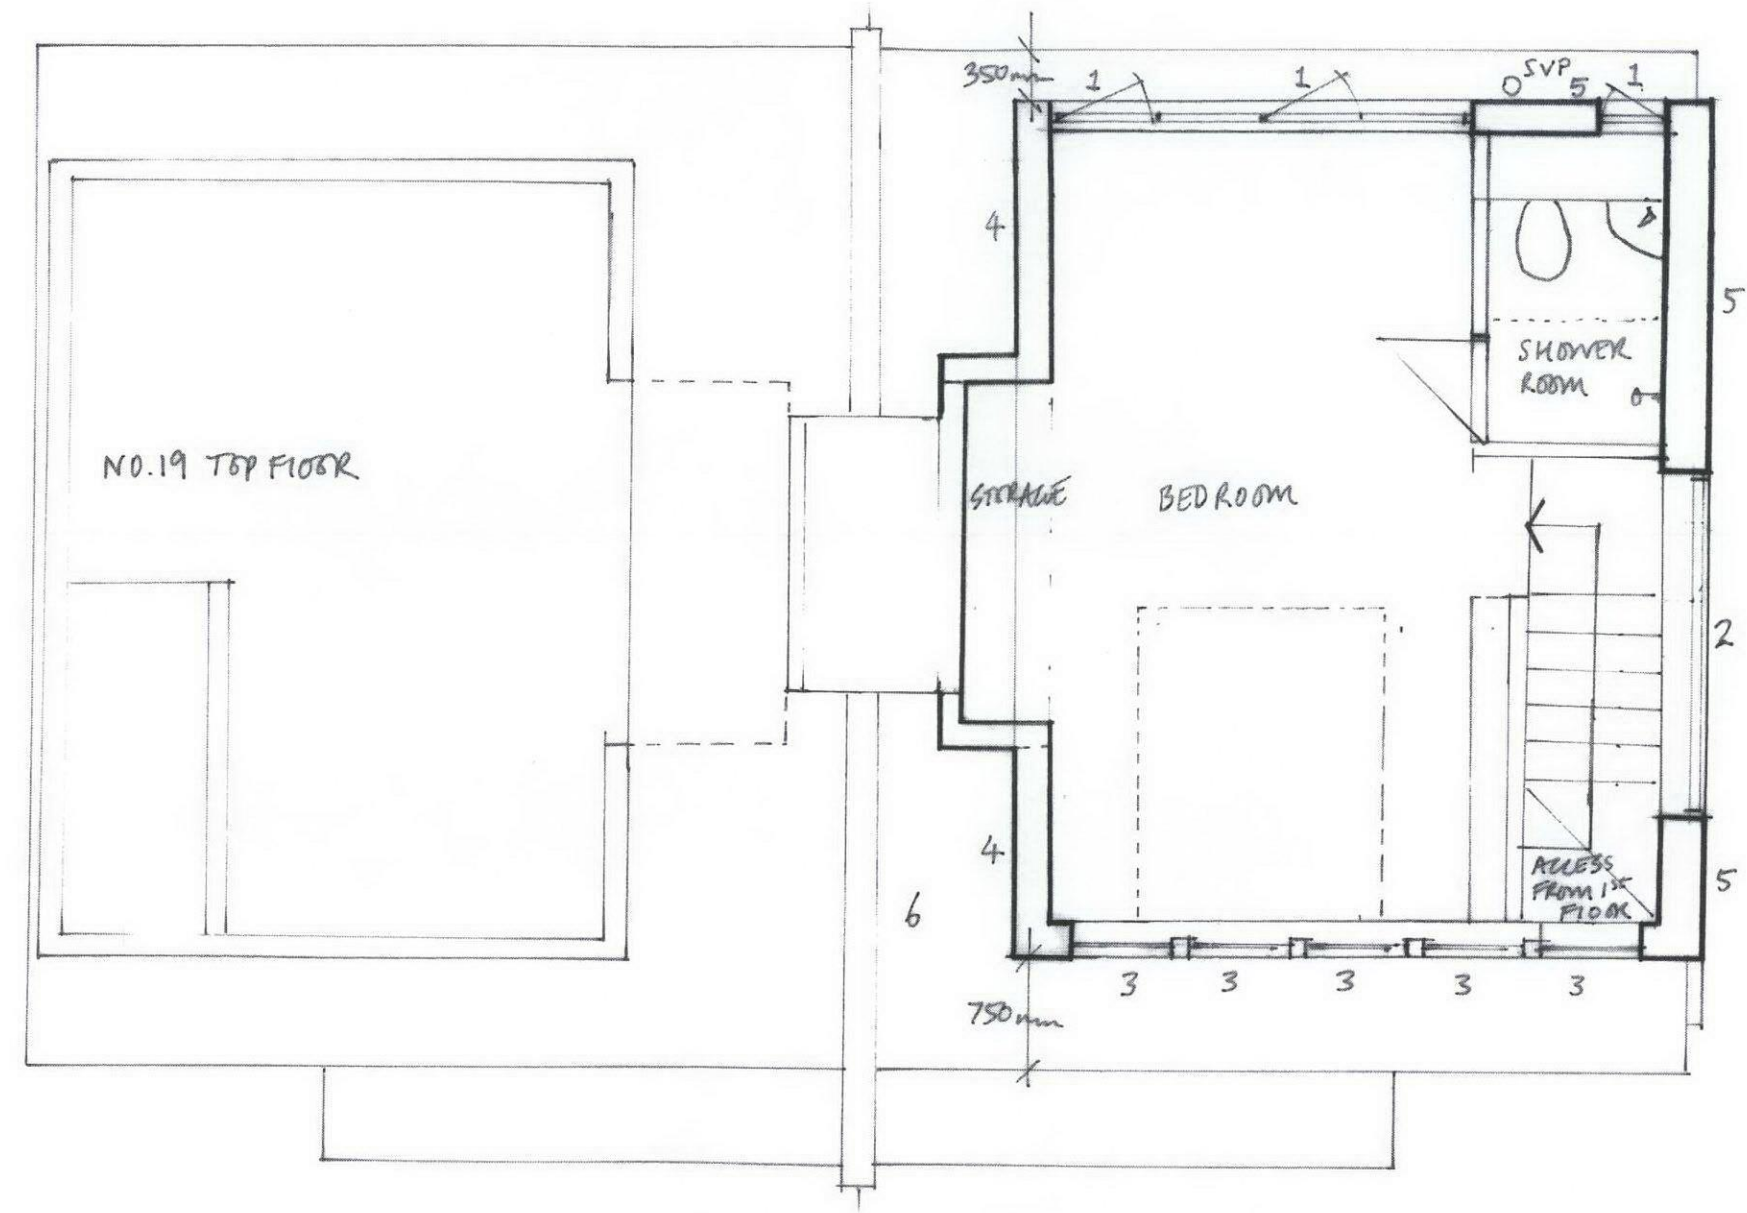 350mm
1
1
SVP
5
1
4
5
SHOWER
ROOM
NO.19 TOP FLOOR
STORAGE
BEDROOM
2
4
ACCESS
FROM 1ST
FLOOR
5
6
3
3
3
3
3
750mm